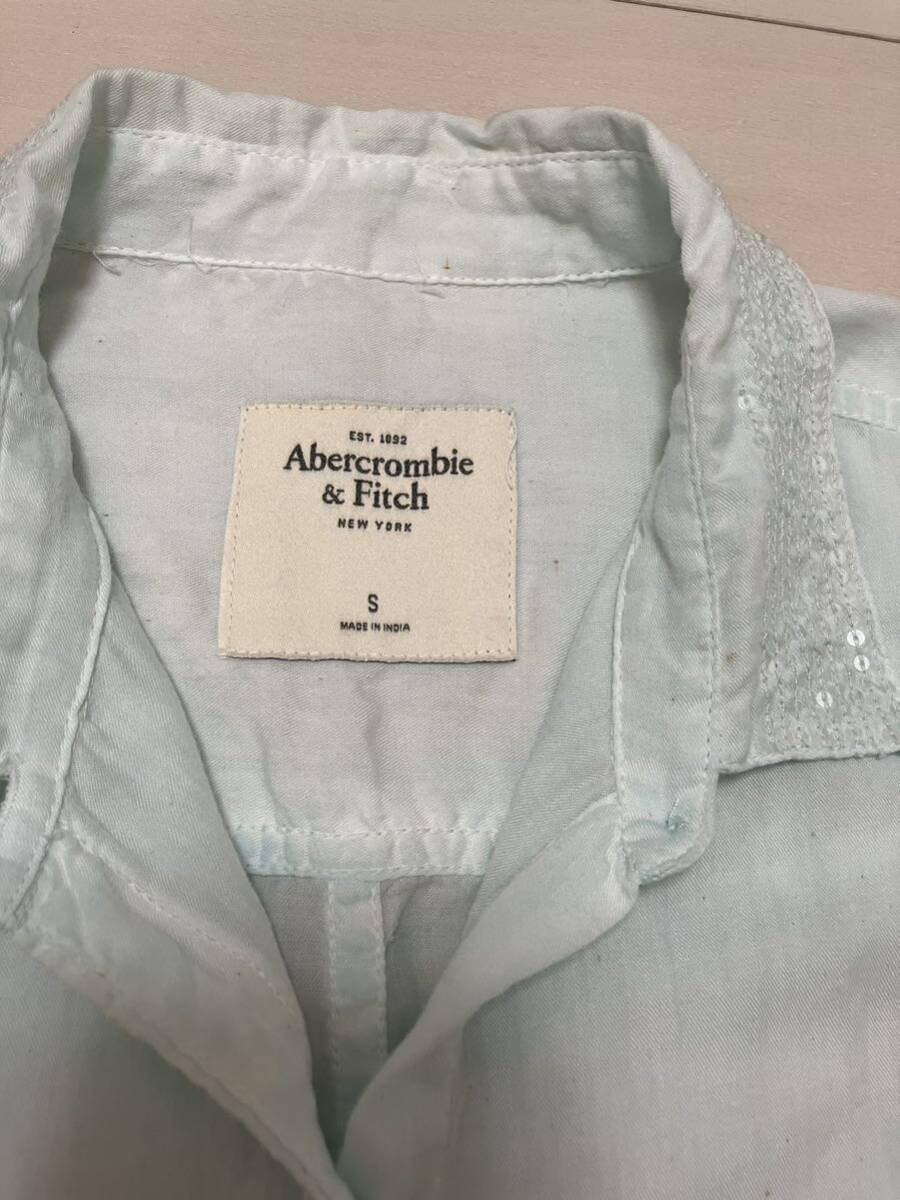 EST. 1892
Abercrombie
& Fitch
NEW YORK
S
MADE IN INDIA